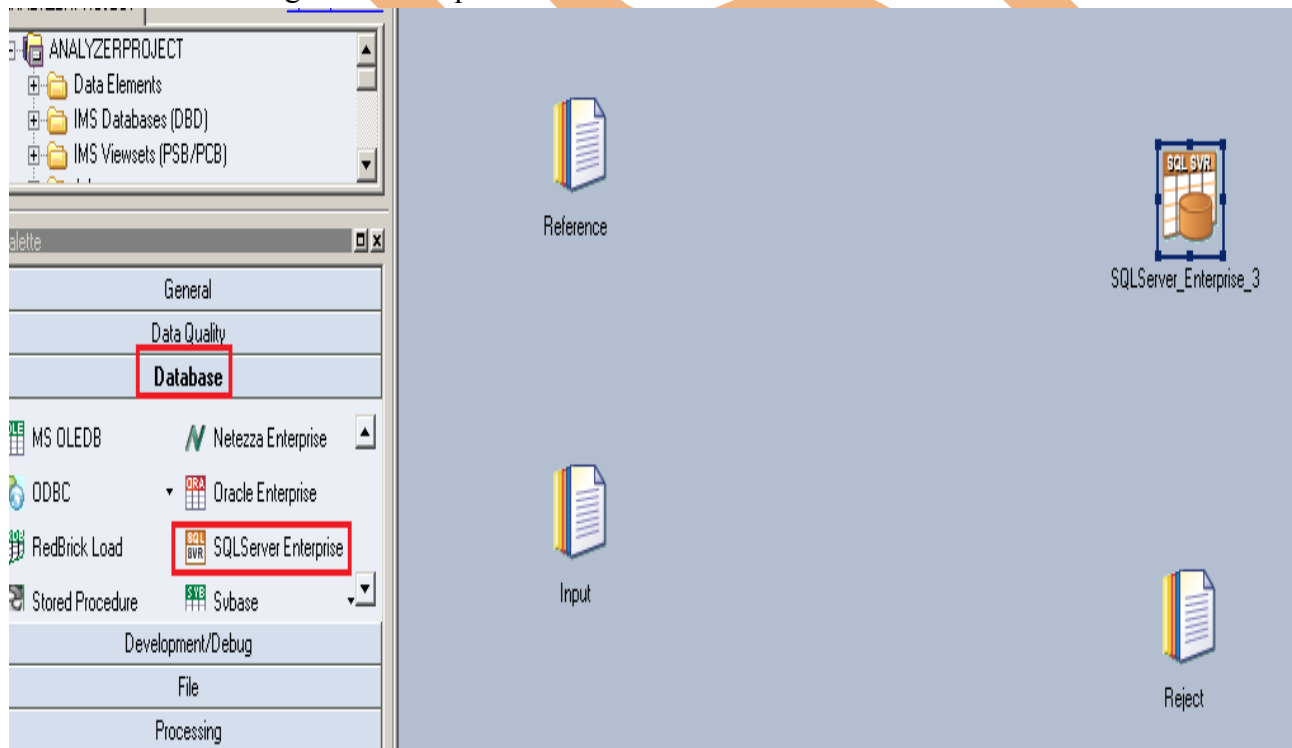 ANALYZERPROJECT
Data Elements
IMS Databases (DBD)
IMS Viewsets (PSB/PCB)
alette
General
Data Quality
Database
MS OLEDB
Netezza Enterprise
ODBC
Oracle Enterprise
RedBrick Load
SQLServer Enterprise
Stored Procedure
Sybase
Development/Debug
File
Processing
Reference
SQL SVR
SQLServer_Enterprise_3
Input
Reject